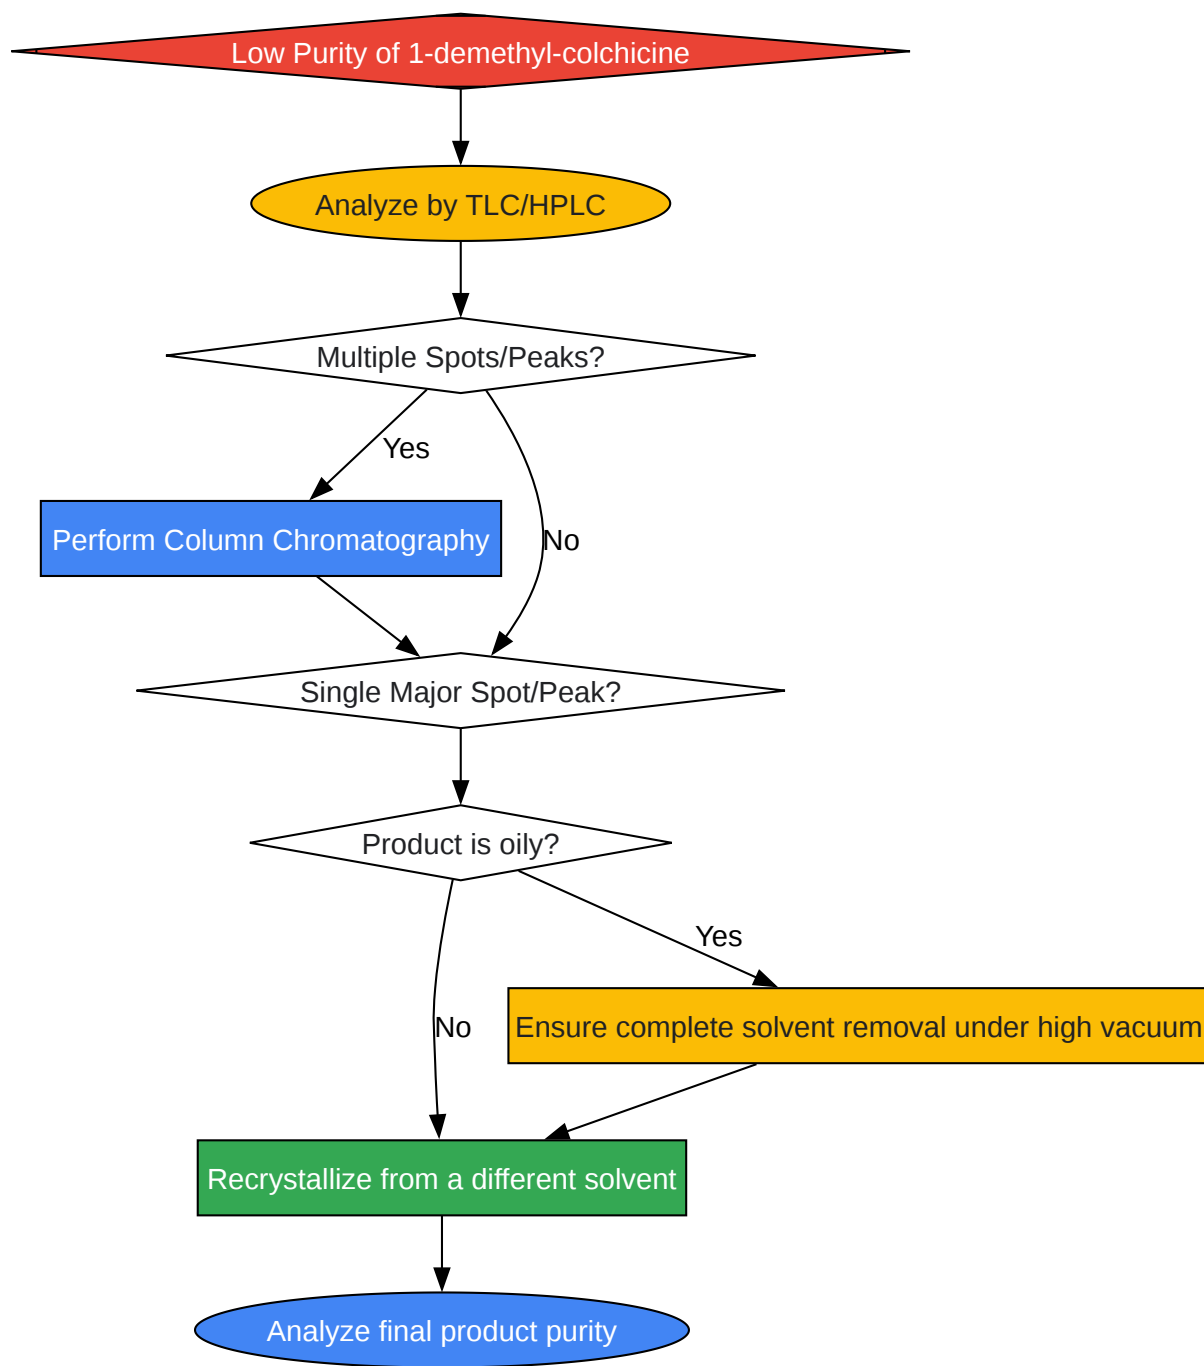 Low Purity of 1-demethyl-colchicine
Analyze by TLC/HPLC
Multiple Spots/Peaks?
Yes
Perform Column Chromatography
No
Single Major Spot/Peak?
Product is oily?
Yes
No
Ensure complete solvent removal under high vacuum
Recrystallize from a different solvent
Analyze final product purity